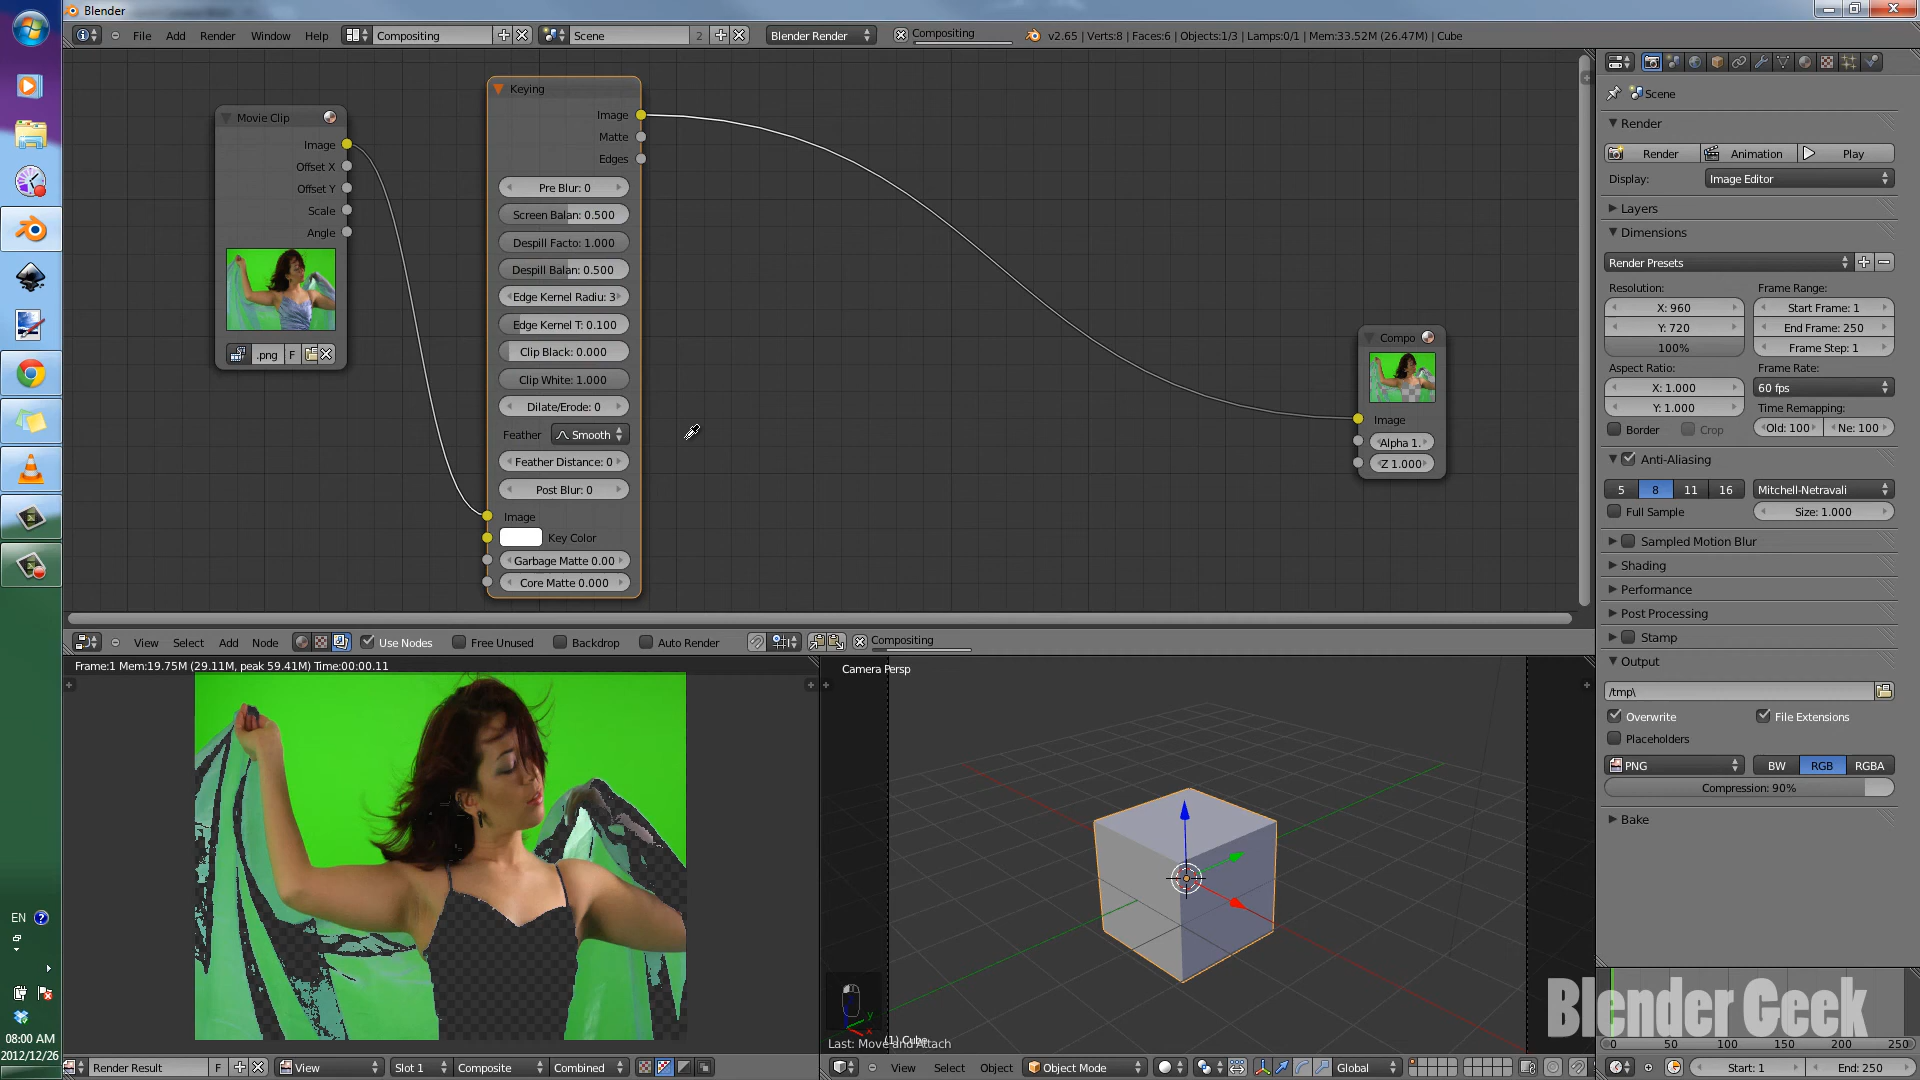 Blender
File Add Render Window Help
Compositing
Scene
2
Blender Render
Compositing
v2.65 | Verts:8 | Faces:6 | Objects:1/3 | Lamps:0/1 | Mem:33.52M (26.47M) | Cube
Movie Clip
Image
Offset X
Offset Y
Scale
Angle
.png
F
Keying
Image
Matte
Edges
Pre Blur: 0
Screen Balan: 0.500
Despill Facto: 1.000
Despill Balan: 0.500
Edge Kernel Radiu: 3
Edge Kernel T: 0.100
Clip Black: 0.000
Clip White: 1.000
Dilate/Erode: 0
Feather Smooth
Feather Distance: 0
Post Blur: 0
Image
Key Color
Garbage Matte 0.00
Core Matte 0.000
Compo
Image
Alpha 1.
Z 1.000
View Select Add Node
Use Nodes
Free Unused
Backdrop
Auto Render
Compositing
Frame:1 Mem:19.75M (29.11M, peak 59.41M) Time:00:00.11
Render Result
F
View
Slot 1
Composite
Combined
Camera Persp
(1) Cube
Last: Move and Attach
View Select Object
Object Mode
Global
Scene
Render
Render
Animation
Play
Display: Image Editor
Layers
Dimensions
Render Presets
Resolution: Frame Range:
X: 960 Start Frame: 1
Y: 720 End Frame: 250
100% Frame Step: 1
Aspect Ratio: Frame Rate:
X: 1.000 60 fps
Y: 1.000 Time Remapping:
Border Crop Old: 100 Ne: 100
Anti-Aliasing
5 8 11 16 Mitchell-Netravali
Full Sample Size: 1.000
Sampled Motion Blur
Shading
Performance
Post Processing
Stamp
Output
/tmp\
Overwrite File Extensions
Placeholders
PNG BW RGB RGBA
Compression: 90%
Bake
Blender Geek
0 50 100 150 200 250
Start: 1 End: 250
EN
08:00 AM
2012/12/26